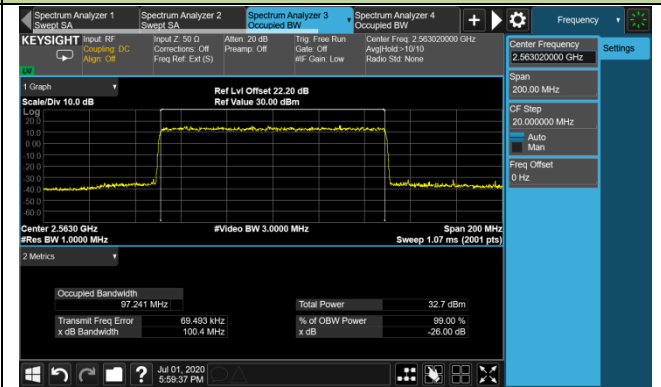 Spectrum Analyzer 1
Swept SA
Spectrum Analyzer 2
Swept SA
Spectrum Analyzer 3
Occupied BW
Spectrum Analyzer 4
Occupied BW
+
Frequency
KEYSIGHT
Input: RF
Coupling: DC
Align: Off
Input Z: 50 Ω
Corrections: Off
Freq Ref: Ext (S)
Atten: 20 dB
Preamp: Off
Trig: Free Run
Gate: Off
#IF Gain: Low
Center Freq: 2.563020000 GHz
Avg|Hold:>10/10
Radio Std: None
LV
Center Frequency
2.563020000 GHz
Settings
Span
200.00 MHz
CF Step
20.000000 MHz
Auto
Man
Freq Offset
0 Hz
1 Graph
Scale/Div 10.0 dB
Ref Lvl Offset 22.20 dB
Ref Value 30.00 dBm
Log
20.0
10.0
0.00
-10.0
-20.0
-30.0
-40.0
-50.0
-60.0
Center 2.5630 GHz
#Res BW 1.0000 MHz
#Video BW 3.0000 MHz
Span 200 MHz
Sweep 1.07 ms (2001 pts)
2 Metrics
Occupied Bandwidth
97.241 MHz
Total Power 32.7 dBm
Transmit Freq Error 69.493 kHz
% of OBW Power 99.00 %
x dB Bandwidth 100.4 MHz
x dB -26.00 dB
?
Jul 01, 2020
5:59:37 PM